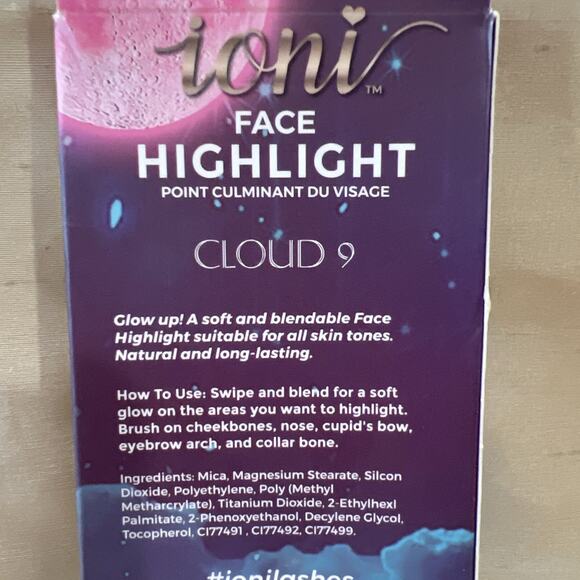 ioni™
FACE
HIGHLIGHT
POINT CULMINANT DU VISAGE
CLOUD 9
Glow up! A soft and blendable Face
Highlight suitable for all skin tones.
Natural and long-lasting.
How To Use: Swipe and blend for a soft
glow on the areas you want to highlight.
Brush on cheekbones, nose, cupid's bow,
eyebrow arch, and collar bone.
Ingredients: Mica, Magnesium Stearate, Silcon
Dioxide, Polyethylene, Poly (Methyl
Metharcrylate), Titanium Dioxide, 2-Ethylhexl
Palmitate, 2-Phenoxyethanol, Decylene Glycol,
Tocopherol, CI77491 , CI77492, CI77499.
#ionilashes